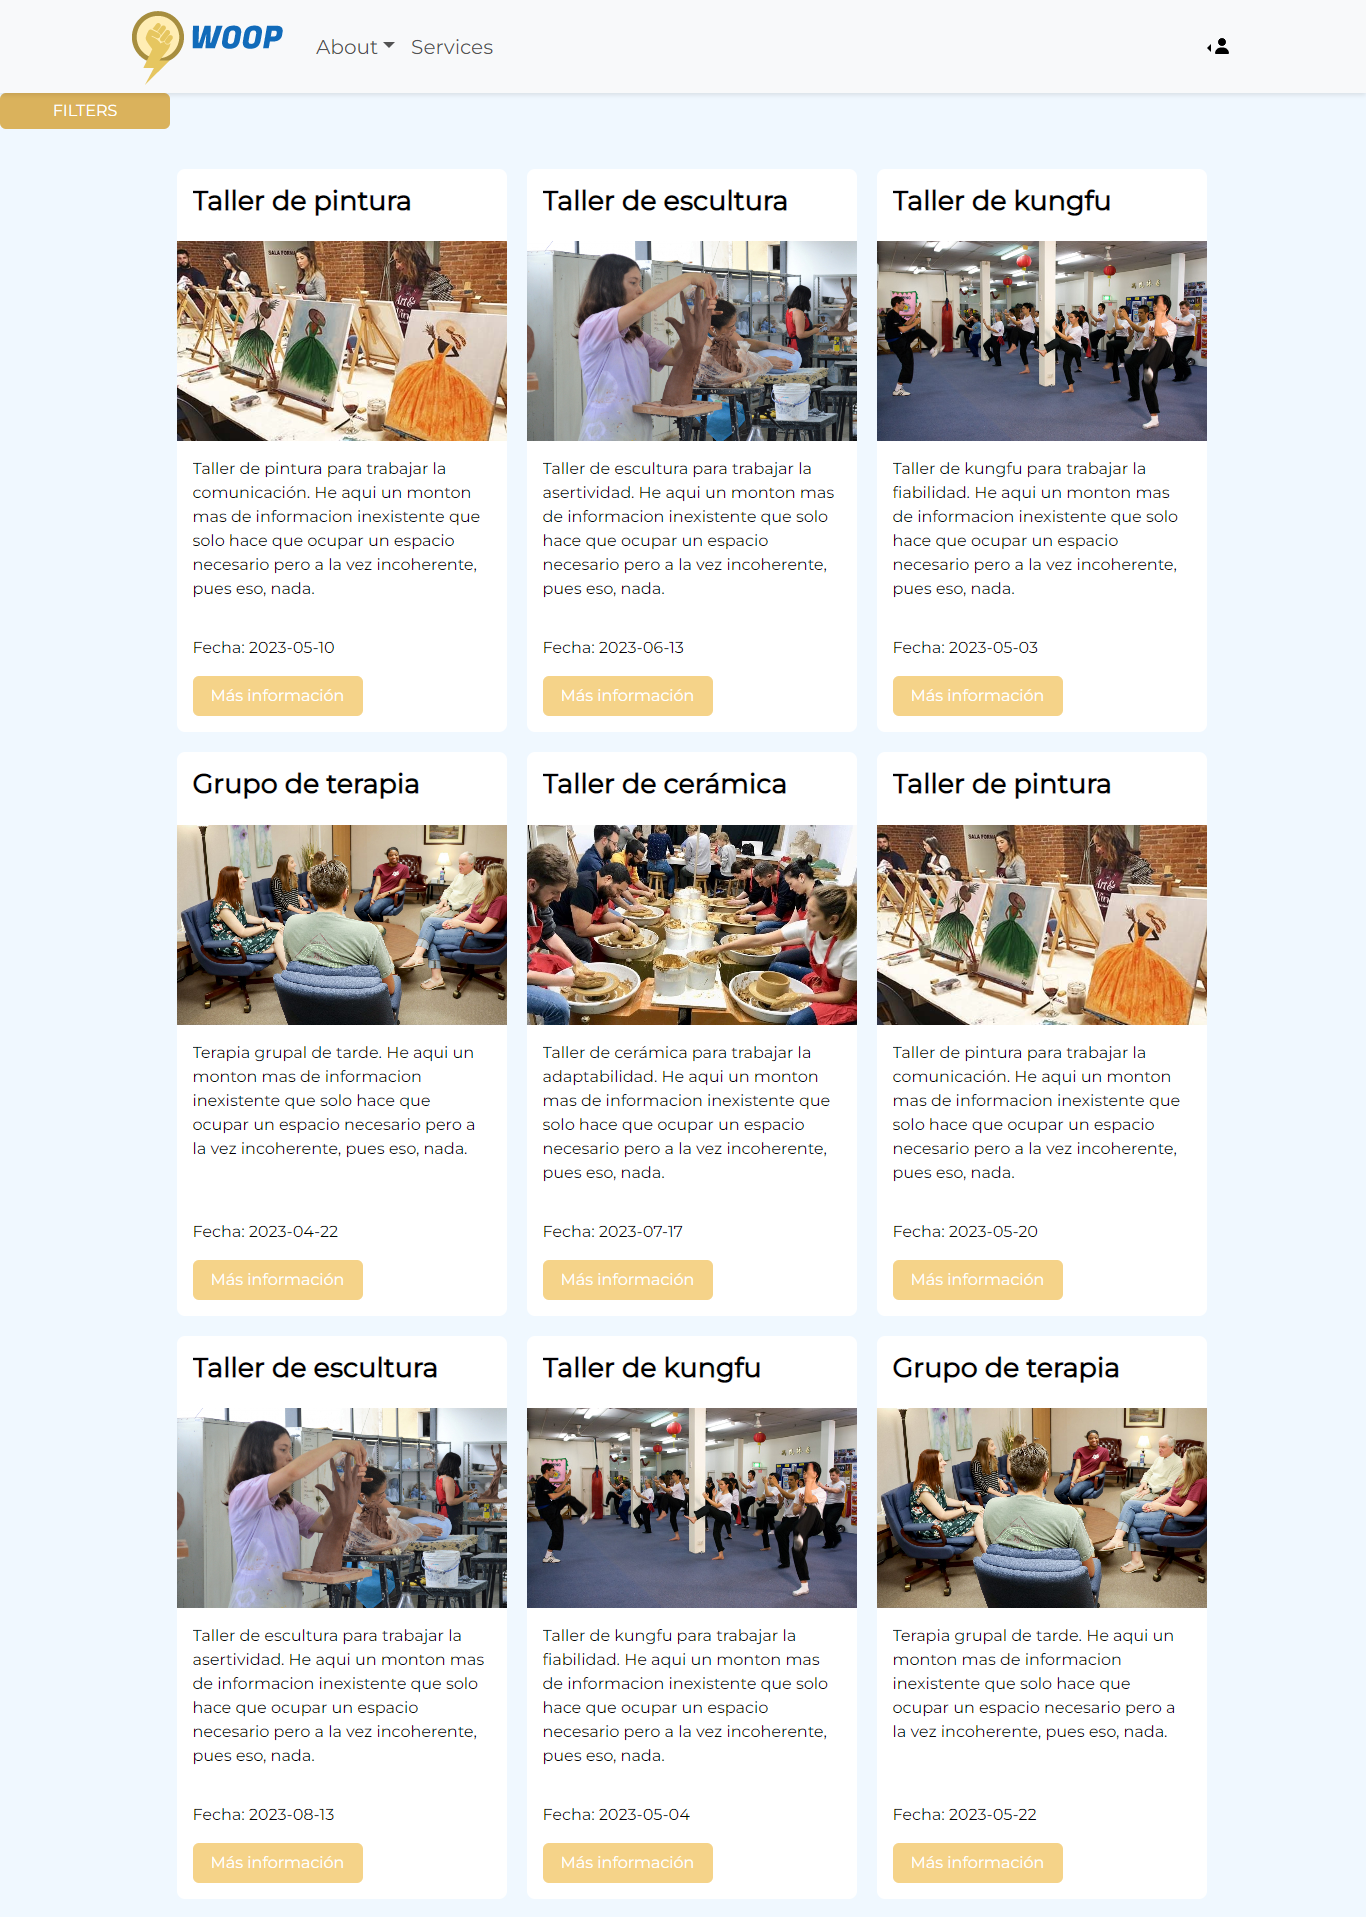 WOOP
About
Services
FILTERS
Taller de pintura
SALA FORMA
Taller de pintura para trabajar la
comunicación. He aqui un monton
mas de informacion inexistente que
solo hace que ocupar un espacio
necesario pero a la vez incoherente,
pues eso, nada.
Fecha: 2023-05-10
Más información
Taller de escultura
Taller de escultura para trabajar la
asertividad. He aqui un monton mas
de informacion inexistente que solo
hace que ocupar un espacio
necesario pero a la vez incoherente,
pues eso, nada.
Fecha: 2023-06-13
Más información
Taller de kungfu
Taller de kungfu para trabajar la
fiabilidad. He aqui un monton mas
de informacion inexistente que solo
hace que ocupar un espacio
necesario pero a la vez incoherente,
pues eso, nada.
Fecha: 2023-05-03
Más información
Grupo de terapia
Terapia grupal de tarde. He aqui un
monton mas de informacion
inexistente que solo hace que
ocupar un espacio necesario pero a
la vez incoherente, pues eso, nada.
Fecha: 2023-04-22
Más información
Taller de cerámica
Taller de cerámica para trabajar la
adaptabilidad. He aqui un monton
mas de informacion inexistente que
solo hace que ocupar un espacio
necesario pero a la vez incoherente,
pues eso, nada.
Fecha: 2023-07-17
Más información
Taller de pintura
SALA FORMA
Taller de pintura para trabajar la
comunicación. He aqui un monton
mas de informacion inexistente que
solo hace que ocupar un espacio
necesario pero a la vez incoherente,
pues eso, nada.
Fecha: 2023-05-20
Más información
Taller de escultura
Taller de escultura para trabajar la
asertividad. He aqui un monton mas
de informacion inexistente que solo
hace que ocupar un espacio
necesario pero a la vez incoherente,
pues eso, nada.
Fecha: 2023-08-13
Más información
Taller de kungfu
Taller de kungfu para trabajar la
fiabilidad. He aqui un monton mas
de informacion inexistente que solo
hace que ocupar un espacio
necesario pero a la vez incoherente,
pues eso, nada.
Fecha: 2023-05-04
Más información
Grupo de terapia
Terapia grupal de tarde. He aqui un
monton mas de informacion
inexistente que solo hace que
ocupar un espacio necesario pero a
la vez incoherente, pues eso, nada.
Fecha: 2023-05-22
Más información